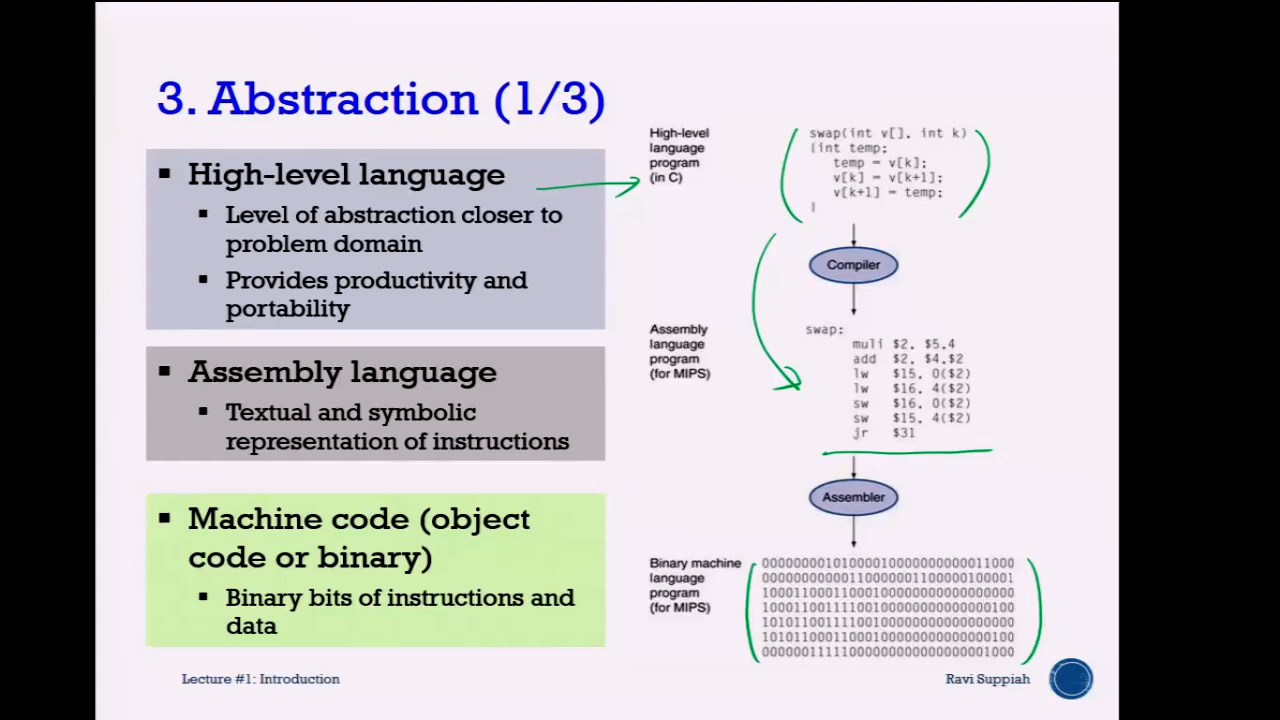 3. Abstraction (1/3)
▪ High-level language
▪ Level of abstraction closer to
problem domain
▪ Provides productivity and
portability
▪ Assembly language
▪ Textual and symbolic
representation of instructions
▪ Machine code (object
code or binary)
▪ Binary bits of instructions and
data
High-level
language
program
(in C)
swap(int v[], int k)
{int temp;
temp = v[k];
v[k] = v[k+1];
v[k+1] = temp;
}
Compiler
Assembly
language
program
(for MIPS)
swap:
muli $2, $5,4
add $2, $4,$2
lw $15, 0($2)
lw $16, 4($2)
sw $16, 0($2)
sw $15, 4($2)
jr $31
Assembler
Binary machine
language
program
(for MIPS)
00000000101000010000000000011000
00000000000110000001100000100001
10001100011000100000000000000000
10001100111100100000000000000100
10101100111100100000000000000000
10101100011000100000000000000100
00000011111000000000000000001000
Lecture #1: Introduction
Ravi Suppiah